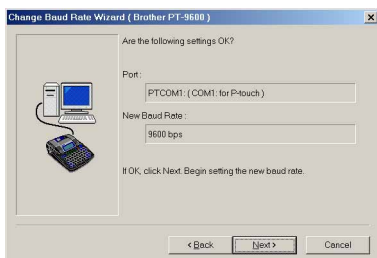 Change Baud Rate Wizard ( Brother PT-9600 )
Are the following settings OK?
Port :
PTCOM1: ( COM1: for P-touch )
New Baud Rate :
9600 bps
If OK, click Next. Begin setting the new baud rate.
< Back
Next >
Cancel